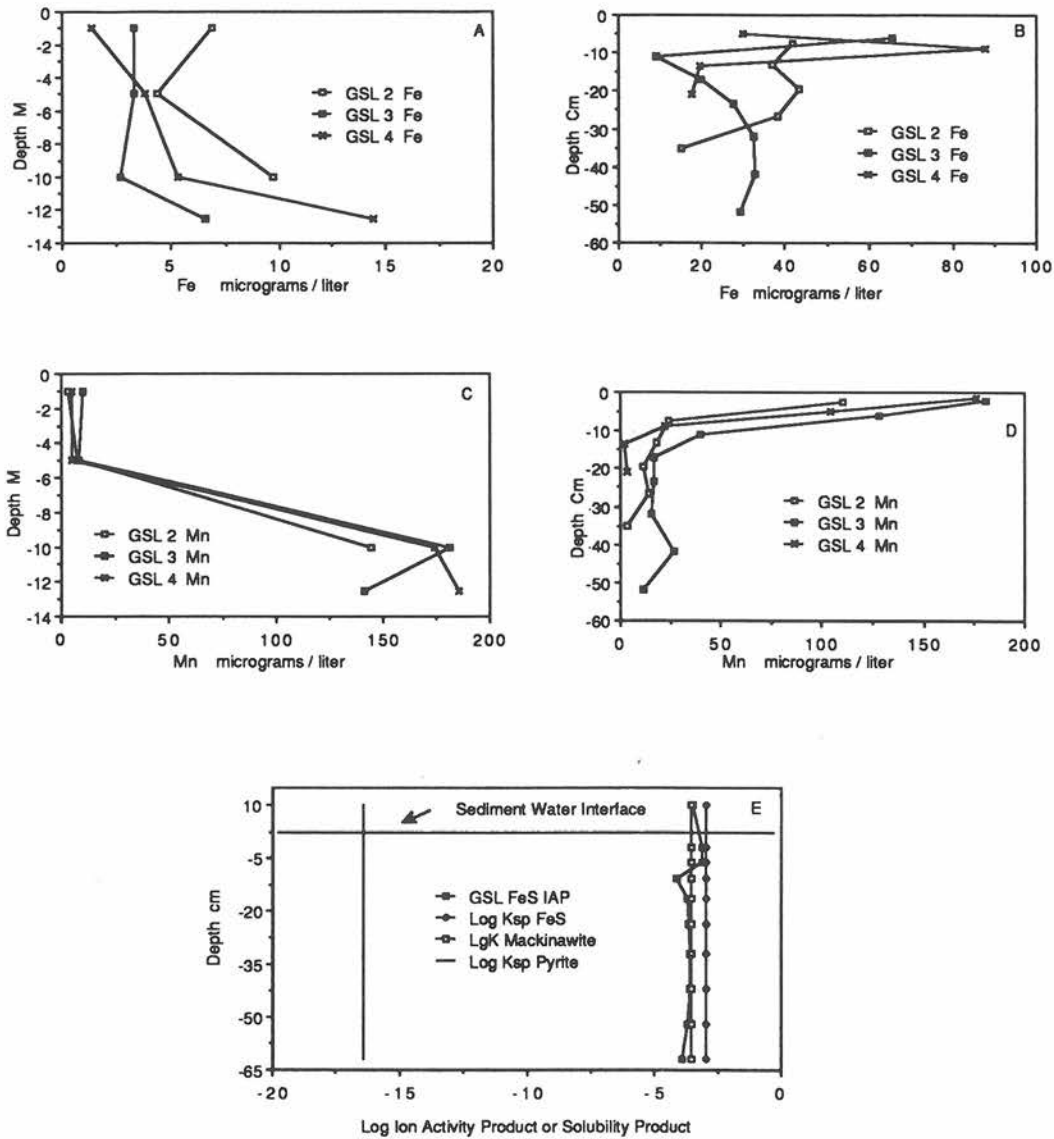 A
0
-2
-4
-6
-8
-10
-12
-14
Depth M
GSL 2 Fe
GSL 3 Fe
GSL 4 Fe
0 5 10 15 20
Fe micrograms / liter
B
0
-10
-20
-30
-40
-50
-60
Depth Cm
GSL 2 Fe
GSL 3 Fe
GSL 4 Fe
0 20 40 60 80 100
Fe micrograms / liter
C
0
-2
-4
-6
-8
-10
-12
-14
Depth M
GSL 2 Mn
GSL 3 Mn
GSL 4 Mn
0 50 100 150 200
Mn micrograms / liter
D
0
-10
-20
-30
-40
-50
-60
Depth Cm
GSL 2 Mn
GSL 3 Mn
GSL 4 Mn
0 50 100 150 200
Mn micrograms / liter
E
Sediment Water Interface
10
-5
-20
-35
-50
-65
Depth cm
GSL FeS IAP
Log Ksp FeS
LgK Mackinawite
Log Ksp Pyrite
-20 -15 -10 -5 0
Log Ion Activity Product or Solubility Product